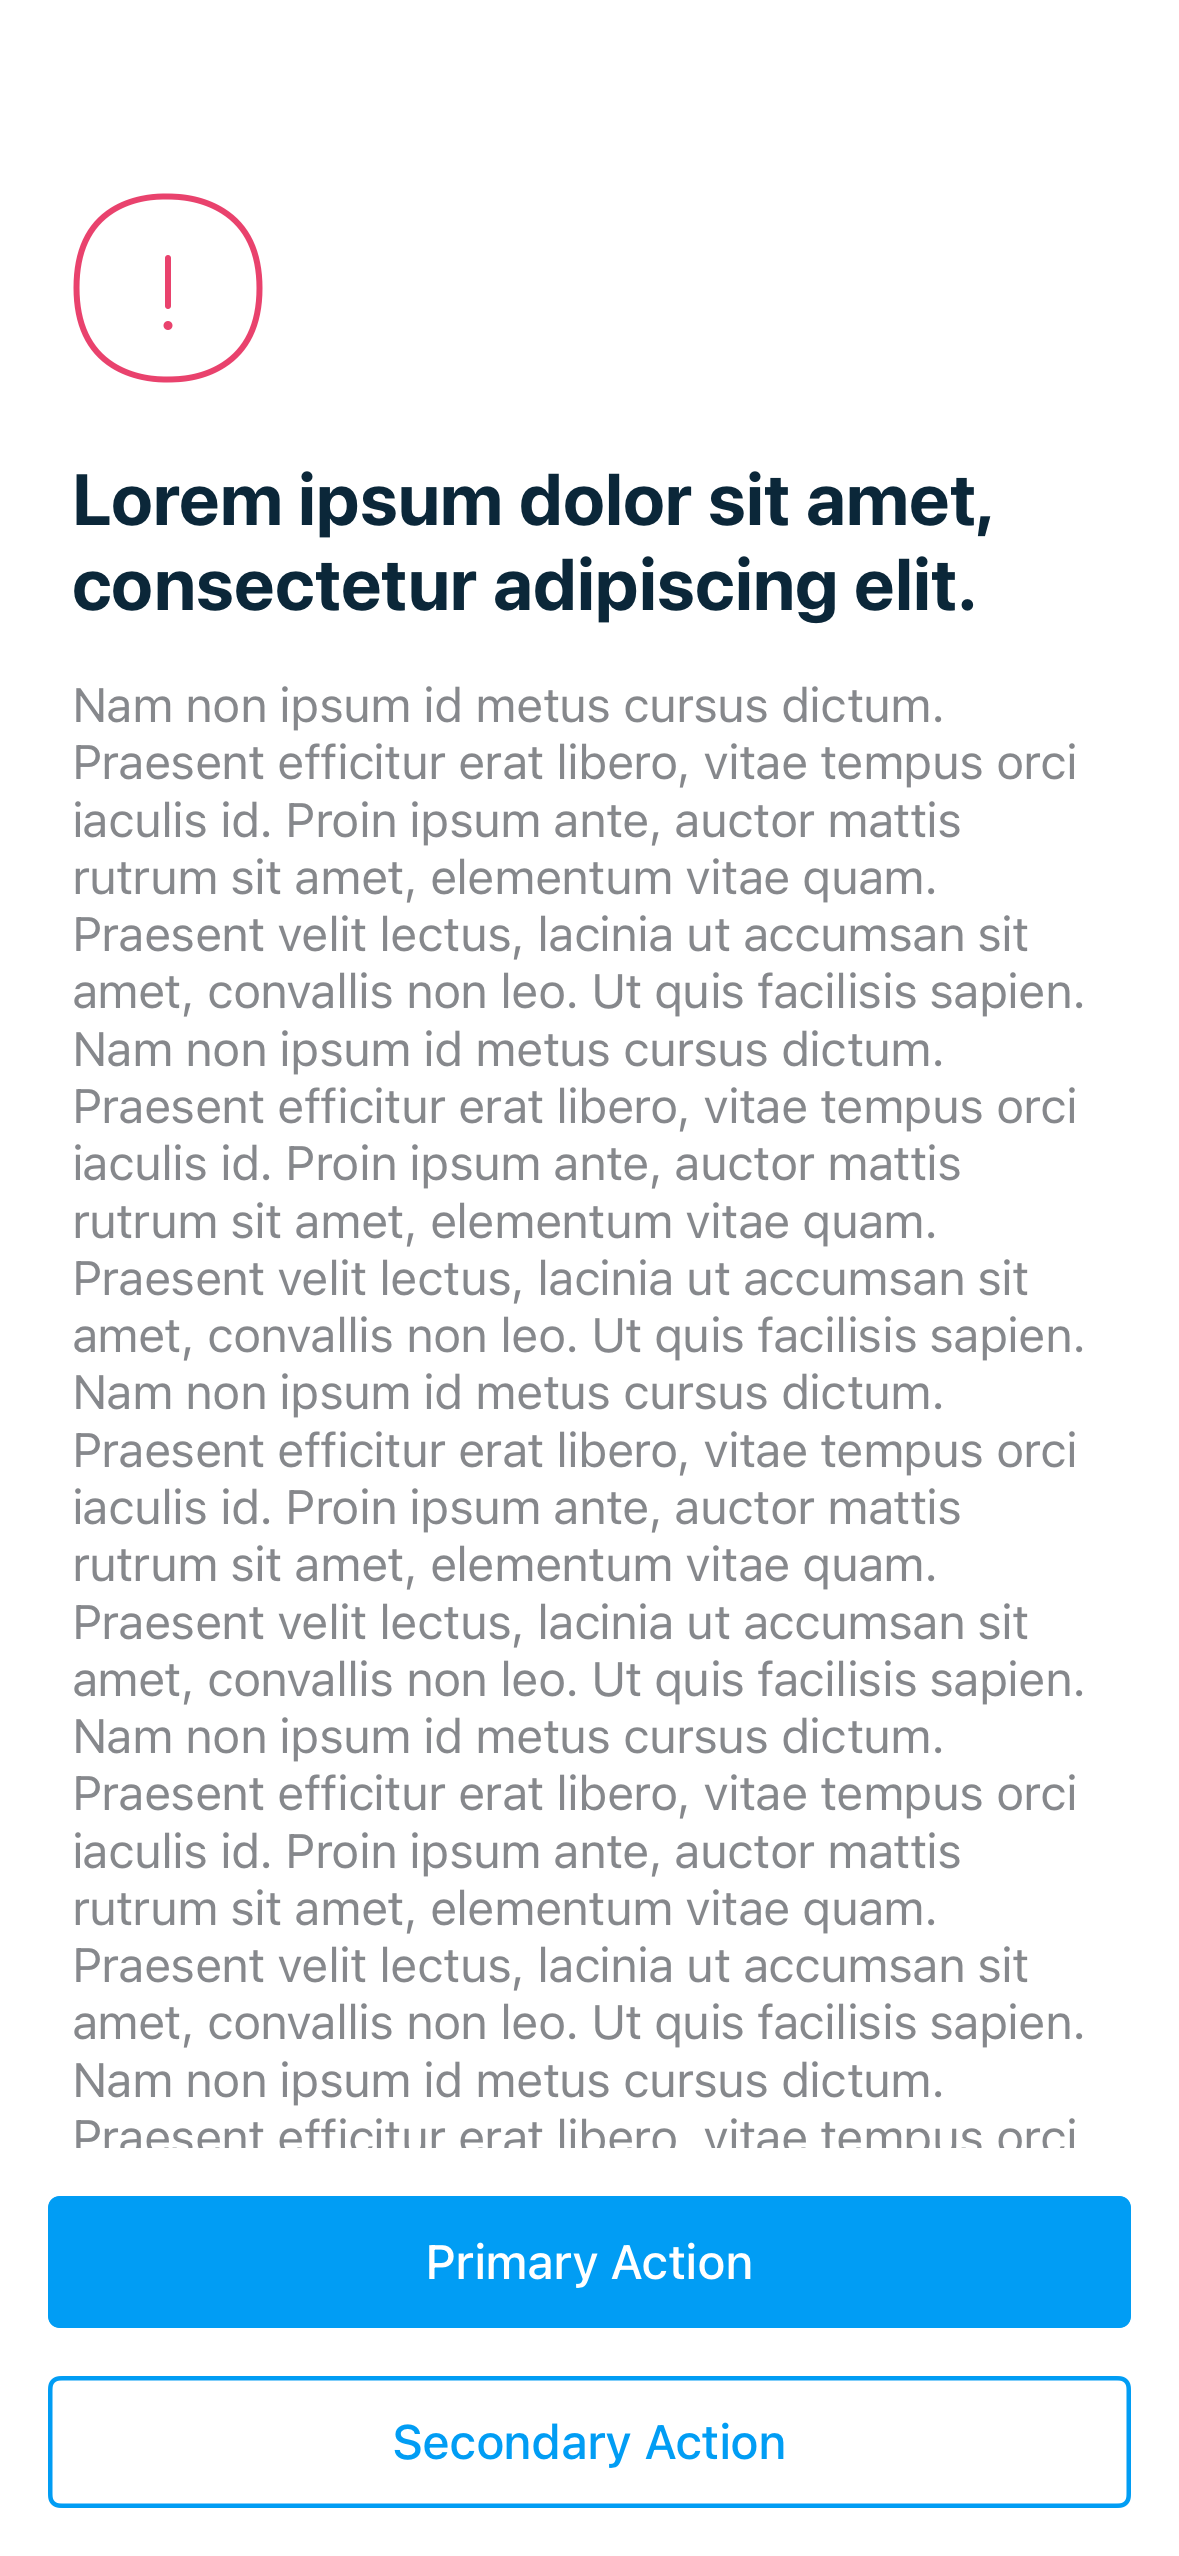 !
Lorem ipsum dolor sit amet,
consectetur adipiscing elit.
Nam non ipsum id metus cursus dictum.
Praesent efficitur erat libero, vitae tempus orci
iaculis id. Proin ipsum ante, auctor mattis
rutrum sit amet, elementum vitae quam.
Praesent velit lectus, lacinia ut accumsan sit
amet, convallis non leo. Ut quis facilisis sapien.
Nam non ipsum id metus cursus dictum.
Praesent efficitur erat libero, vitae tempus orci
iaculis id. Proin ipsum ante, auctor mattis
rutrum sit amet, elementum vitae quam.
Praesent velit lectus, lacinia ut accumsan sit
amet, convallis non leo. Ut quis facilisis sapien.
Nam non ipsum id metus cursus dictum.
Praesent efficitur erat libero, vitae tempus orci
iaculis id. Proin ipsum ante, auctor mattis
rutrum sit amet, elementum vitae quam.
Praesent velit lectus, lacinia ut accumsan sit
amet, convallis non leo. Ut quis facilisis sapien.
Nam non ipsum id metus cursus dictum.
Praesent efficitur erat libero, vitae tempus orci
iaculis id. Proin ipsum ante, auctor mattis
rutrum sit amet, elementum vitae quam.
Praesent velit lectus, lacinia ut accumsan sit
amet, convallis non leo. Ut quis facilisis sapien.
Nam non ipsum id metus cursus dictum.
Praesent efficitur erat libero, vitae tempus orci
Primary Action
Secondary Action